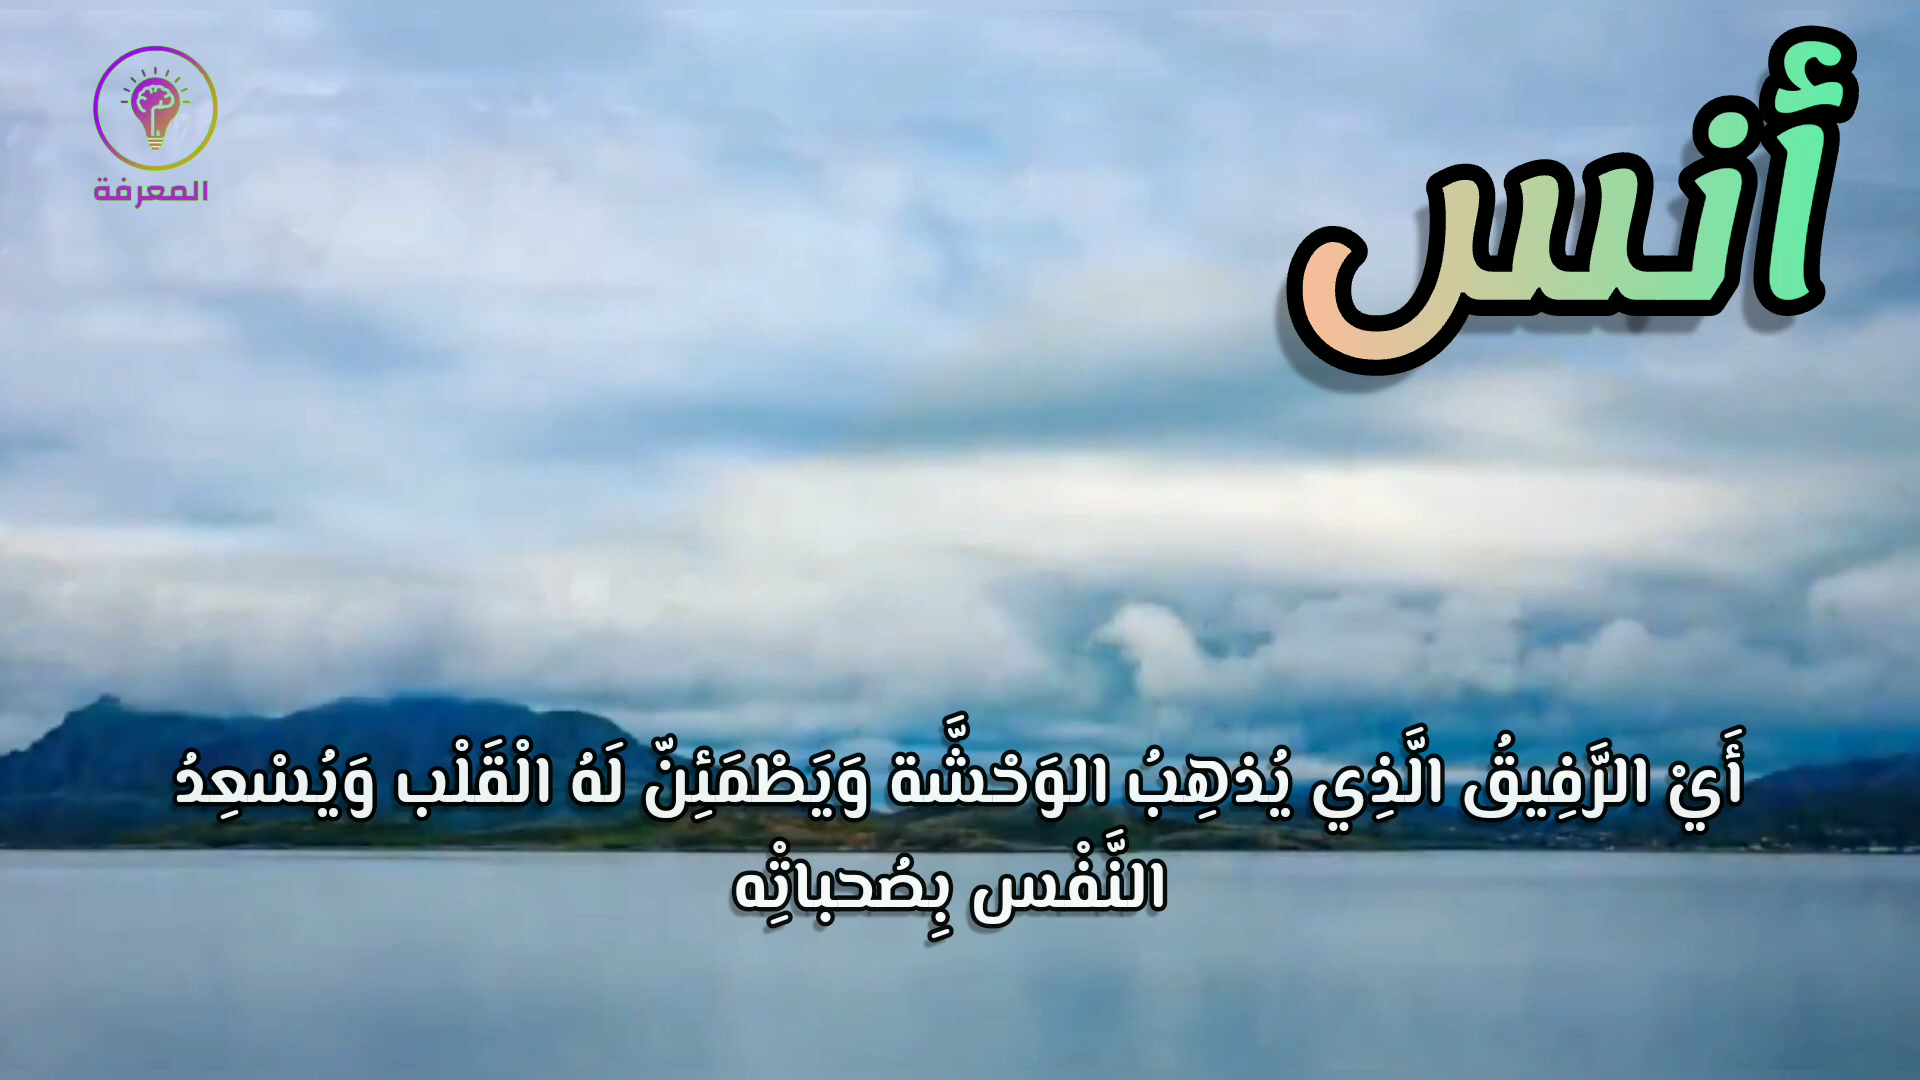 أنس
المعرفة
أَيْ الرَّفِيقُ الَّذِي يُذهِبُ الوَحْشَّة وَيَطْمَئِنّ لَهُ الْقَلْب وَيُسْعِدُ
النَّفْس بِصُحباتِْه